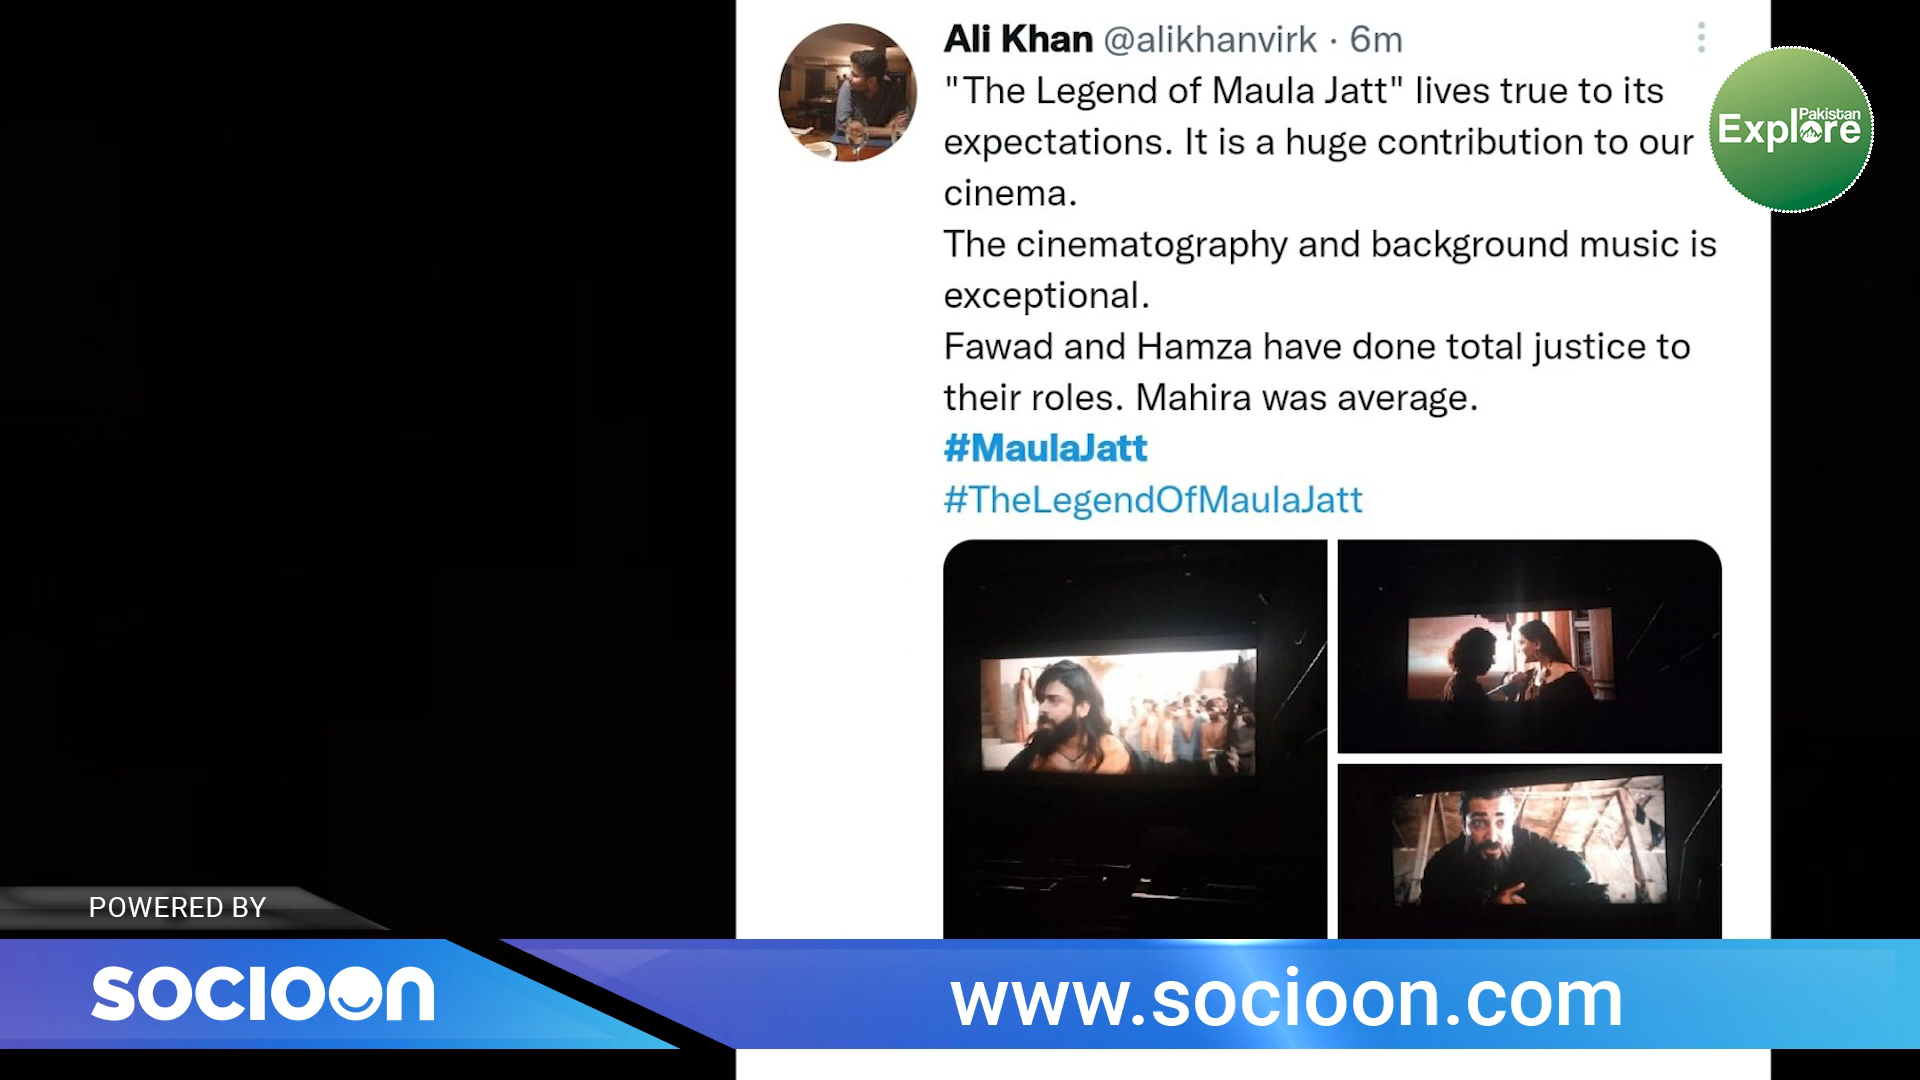 Ali Khan @alikhanvirk · 6m
"The Legend of Maula Jatt" lives true to its
expectations. It is a huge contribution to our
cinema.
The cinematography and background music is
exceptional.
Fawad and Hamza have done total justice to
their roles. Mahira was average.
#MaulaJatt
#TheLegendOfMaulaJatt
Pakistan
Explore
POWERED BY
socioon
www.socioon.com